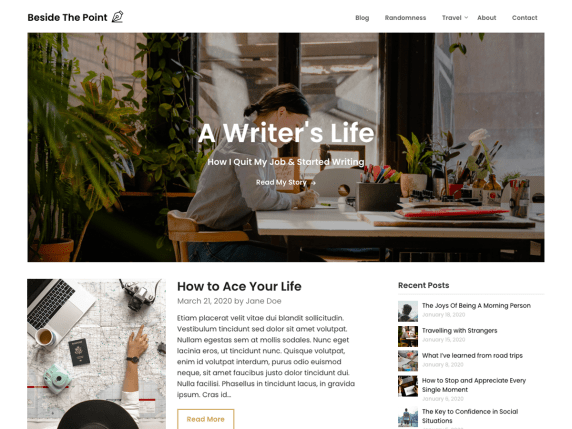 Beside The Point
Blog Randomness Travel About Contact
A Writer's Life
How I Quit My Job & Started Writing
Read My Story →
How to Ace Your Life
March 21, 2020 by Jane Doe
Etiam placerat velit vitae dui blandit sollicitudin.
Vestibulum tincidunt sed dolor sit amet volutpat.
Nullam egestas sem at mollis sodales. Nunc eget
lacinia eros, ut tincidunt nunc. Quisque volutpat,
enim id volutpat interdum, purus odio euismod
neque, sit amet faucibus justo dolor tincidunt dui.
Nulla facilisi. Phasellus in tincidunt lacus, in gravida
ipsum. Cras id...
Read More
Recent Posts
The Joys Of Being A Morning Person
Travelling with Strangers
January 15, 2020
What I've learned from road trips
January 9, 2020
How to Stop and Appreciate Every
Single Moment
The Key to Confidence in Social
Situations